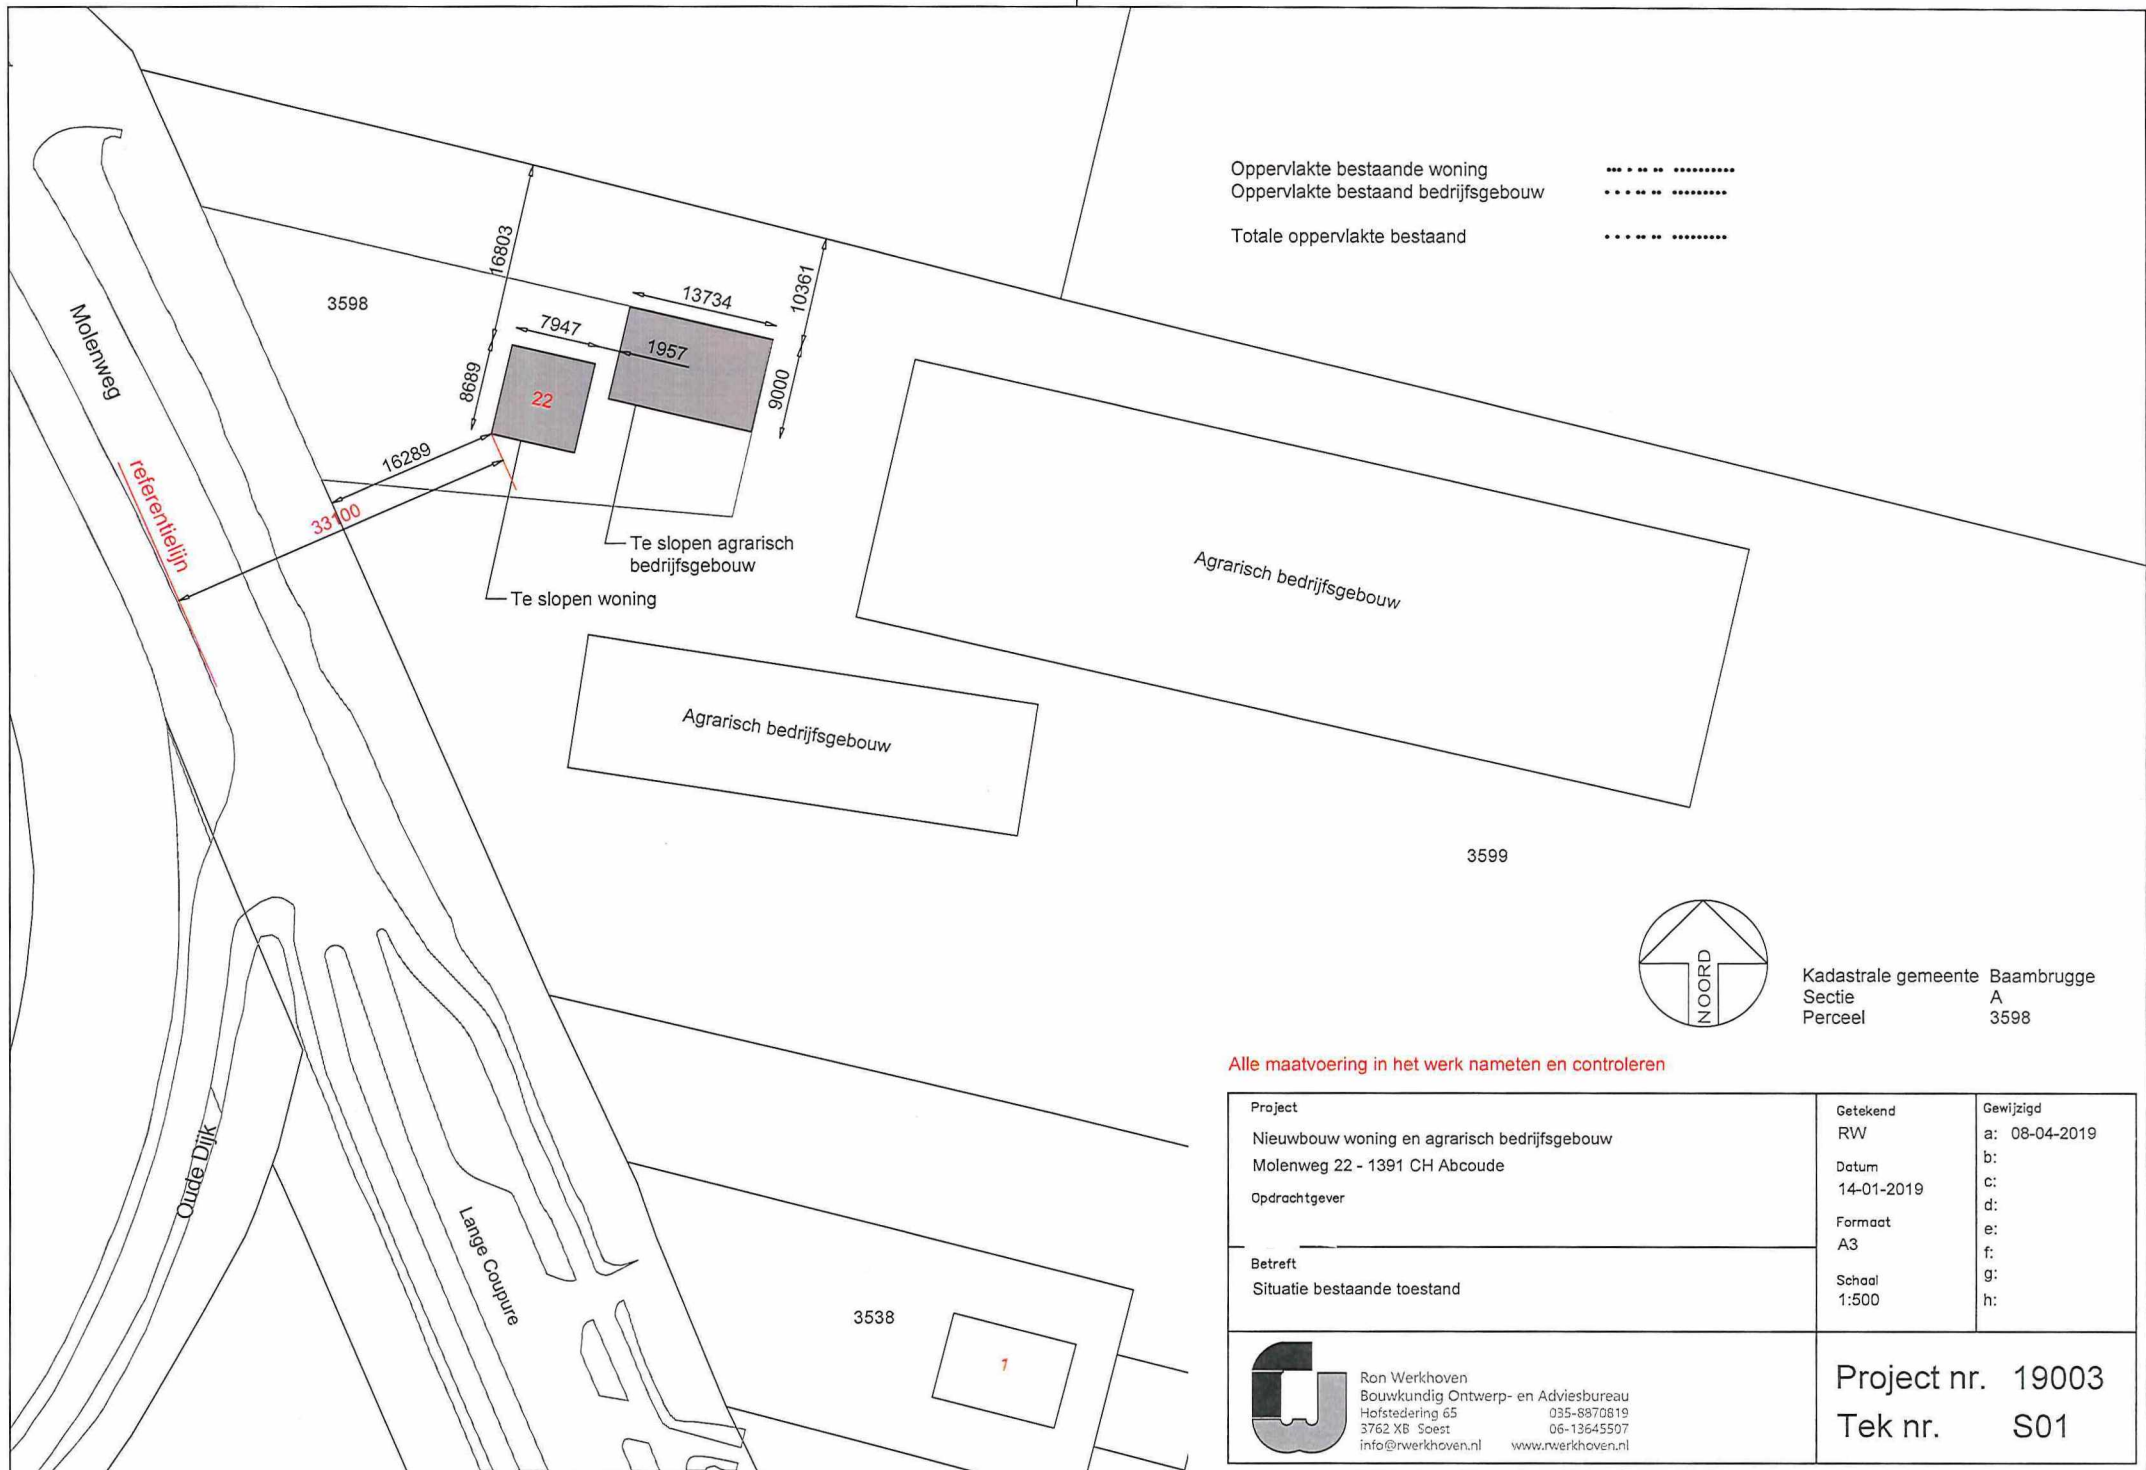 Oppervlakte bestaande woning
Oppervlakte bestaand bedrijfsgebouw
Totale oppervlakte bestaand
16803
13734
10361
3598
7947
1957
Molenweg
8689
9000
22
16289
referentielijn
33100
Te slopen agrarisch
bedrijfsgebouw
Te slopen woning
Agrarisch bedrijfsgebouw
Agrarisch bedrijfsgebouw
3599
NOORD
Kadastrale gemeente Baambrugge
Sectie A
Perceel 3598
Alle maatvoering in het werk nameten en controleren
Oude Dijk
Lange Coupure
3538
1
Project
Nieuwbouw woning en agrarisch bedrijfsgebouw
Molenweg 22 - 1391 CH Abcoude
Opdrachtgever
Betreft
Situatie bestaande toestand
Getekend
RW
Datum
14-01-2019
Formaat
A3
Schaal
1:500
Gewijzigd
a: 08-04-2019
b:
c:
d:
e:
f:
g:
h:
Ron Werkhoven
Bouwkundig Ontwerp- en Adviesbureau
Hofstedering 65 035-8870819
3762 XB Soest 06-13645507
info@rwerkhoven.nl www.rwerkhoven.nl
Project nr. 19003
Tek nr. S01